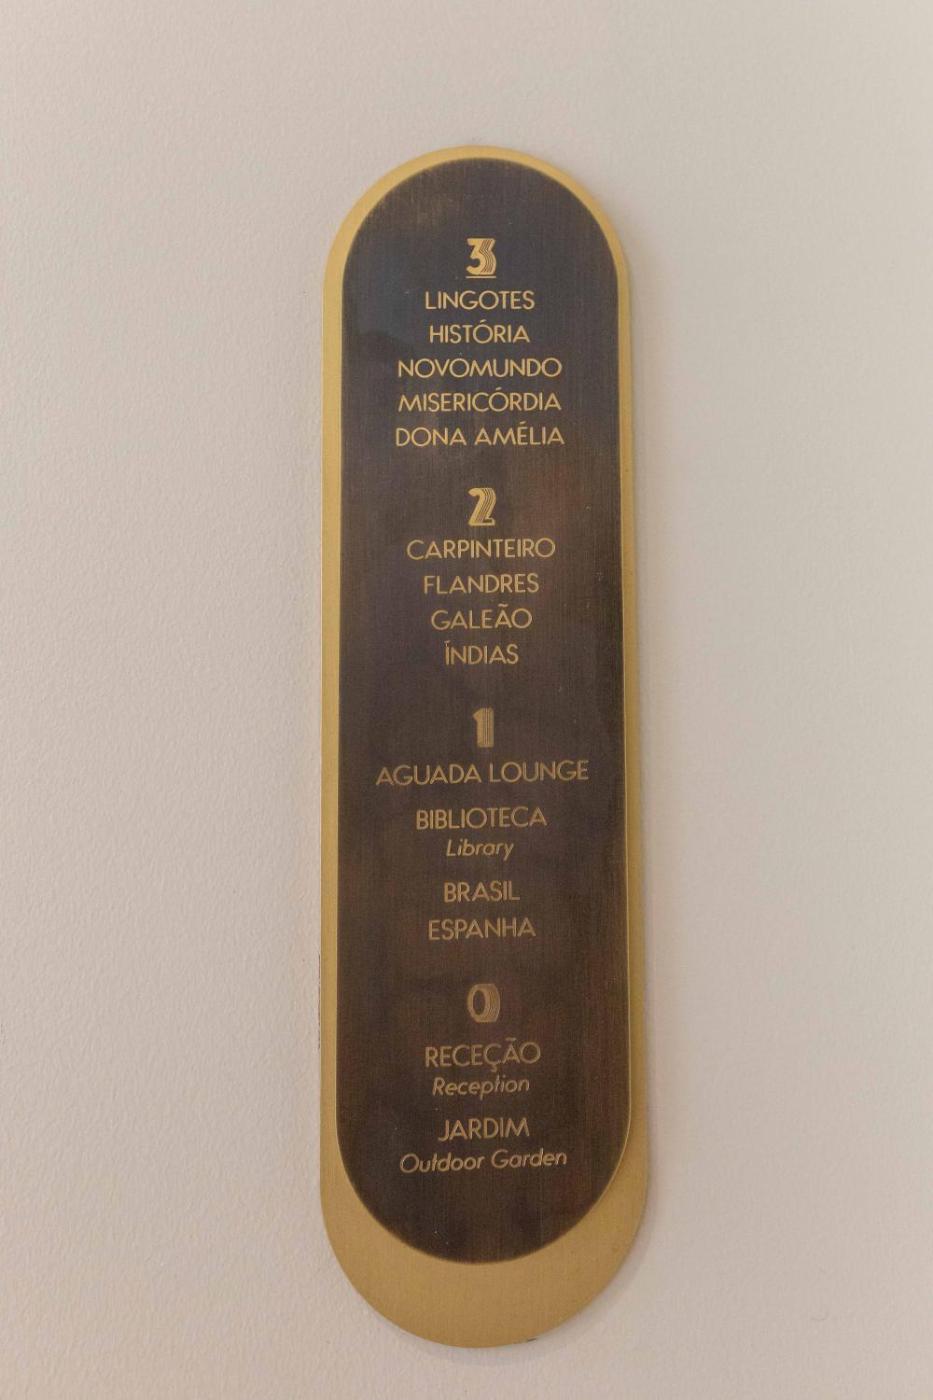 3
LINGOTES
HISTÓRIA
NOVOMUNDO
MISERICÓRDIA
DONA AMÉLIA
2
CARPINTEIRO
FLANDRES
GALEÃO
ÍNDIAS
1
AGUADA LOUNGE
BIBLIOTECA
Library
BRASIL
ESPANHA
0
RECEÇÃO
Reception
JARDIM
Outdoor Garden